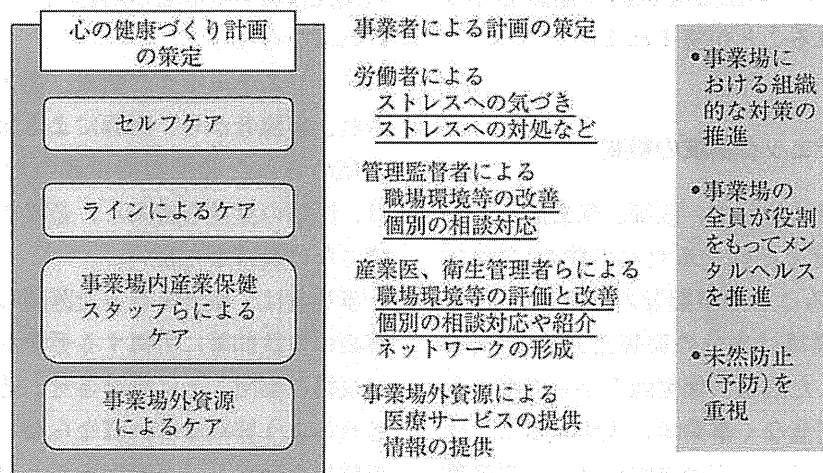 心の健康づくり計画
の策定
事業者による計画の策定
セルフケア
労働者による
ストレスへの気づき
ストレスへの対処など
ラインによるケア
管理監督者による
職場環境等の改善
個別の相談対応
事業場内産業保健
スタッフらによる
ケア
産業医、衛生管理者らによる
職場環境等の評価と改善
個別の相談対応や紹介
ネットワークの形成
事業場外資源
によるケア
事業場外資源による
医療サービスの提供
情報の提供
•事業場に
おける組織
的な対策の
推進
•事業場の
全員が役割
をもってメン
タルヘルス
を推進
•未然防止
(予防)を
重視